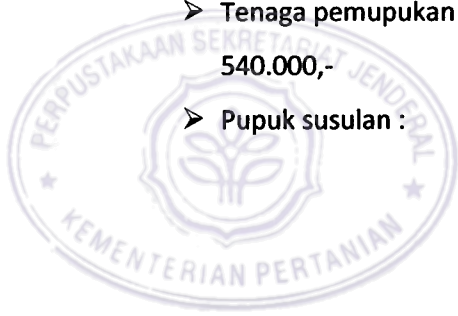 ➢ Tenaga pemupukan
540.000,-
➢ Pupuk susulan :
PERPUSTAKAAN SEKRETARIAT JENDERAL
KEMENTERIAN PERTANIAN